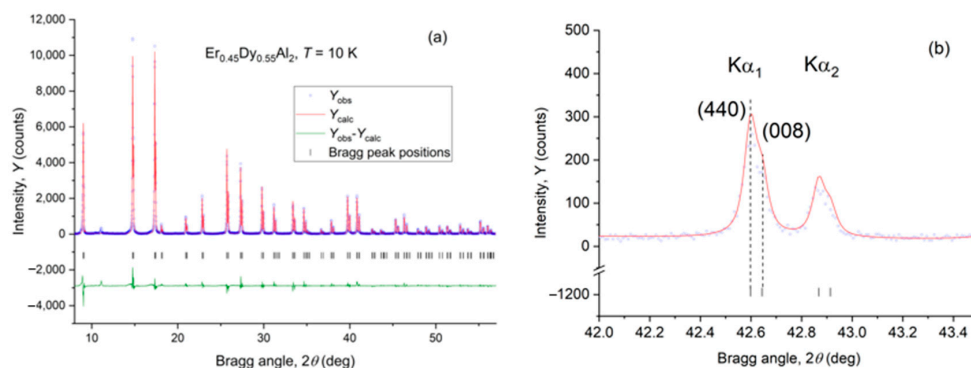 (a)
Er0.45Dy0.55Al2, T = 10 K
Yobs
Ycalc
Yobs-Ycalc
Bragg peak positions
Intensity, Y (counts)
12,000
10,000
8,000
6,000
4,000
2,000
0
−2,000
−4,000
10 20 30 40 50
Bragg angle, 2θ (deg)
(b)
Kα1 Kα2
(440)
(008)
Intensity, Y (counts)
500
400
300
200
100
0
−1200
42.0 42.2 42.4 42.6 42.8 43.0 43.2 43.4
Bragg angle, 2θ (deg)